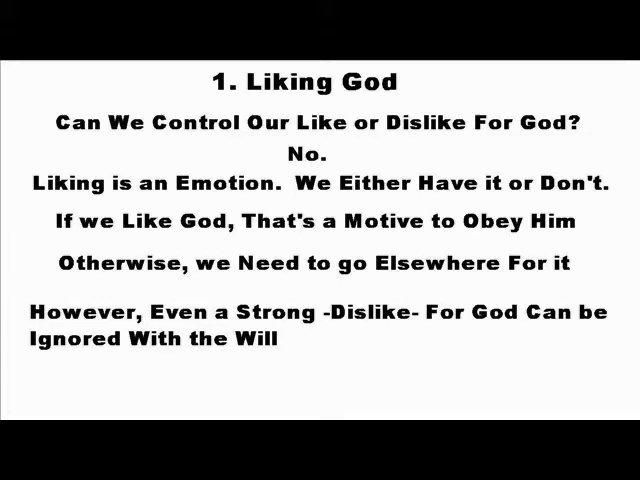 1. Liking God
Can We Control Our Like or Dislike For God?
No.
Liking is an Emotion.  We Either Have it or Don't.
If we Like God, That's a Motive to Obey Him
Otherwise, we Need to go Elsewhere For it
However, Even a Strong -Dislike- For God Can be
Ignored With the Will